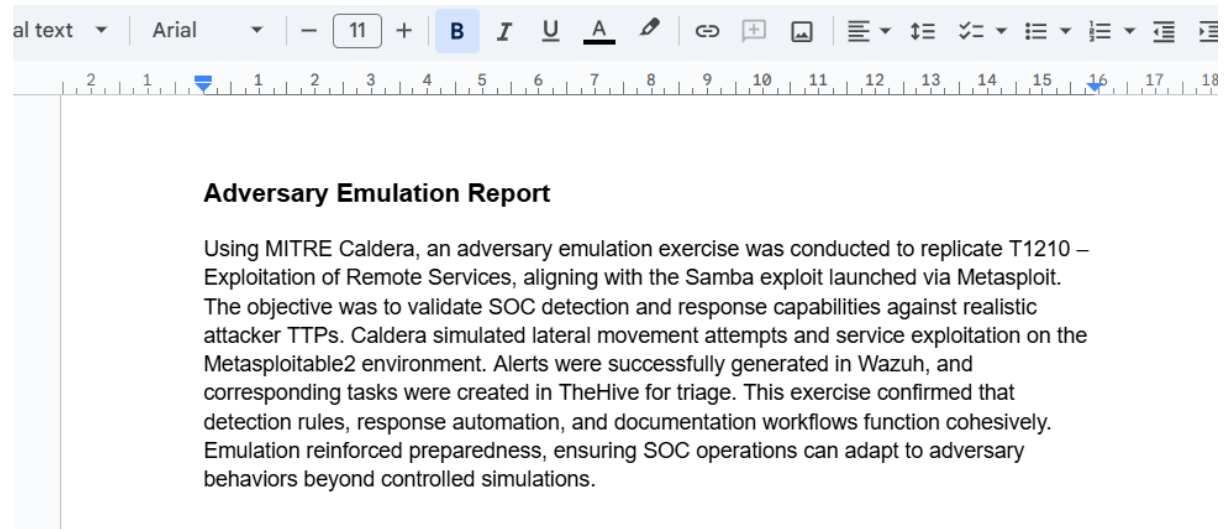 al text Arial 11 B I U A
2 1 1 2 3 4 5 6 7 8 9 10 11 12 13 14 15 16 17 18
Adversary Emulation Report
Using MITRE Caldera, an adversary emulation exercise was conducted to replicate T1210 –
Exploitation of Remote Services, aligning with the Samba exploit launched via Metasploit.
The objective was to validate SOC detection and response capabilities against realistic
attacker TTPs. Caldera simulated lateral movement attempts and service exploitation on the
Metasploitable2 environment. Alerts were successfully generated in Wazuh, and
corresponding tasks were created in TheHive for triage. This exercise confirmed that
detection rules, response automation, and documentation workflows function cohesively.
Emulation reinforced preparedness, ensuring SOC operations can adapt to adversary
behaviors beyond controlled simulations.